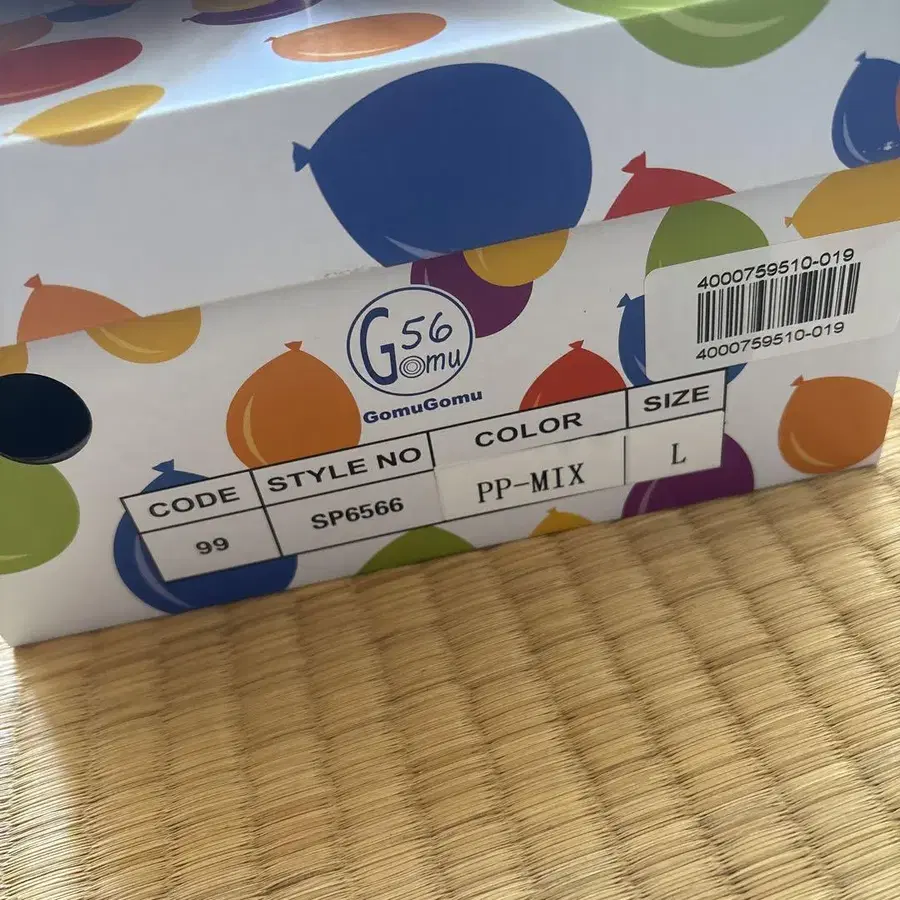 4000759510-019
4000759510-019
G56
Gomu
GomuGomu
CODE STYLE NO COLOR SIZE
99 SP6566 PP-MIX L